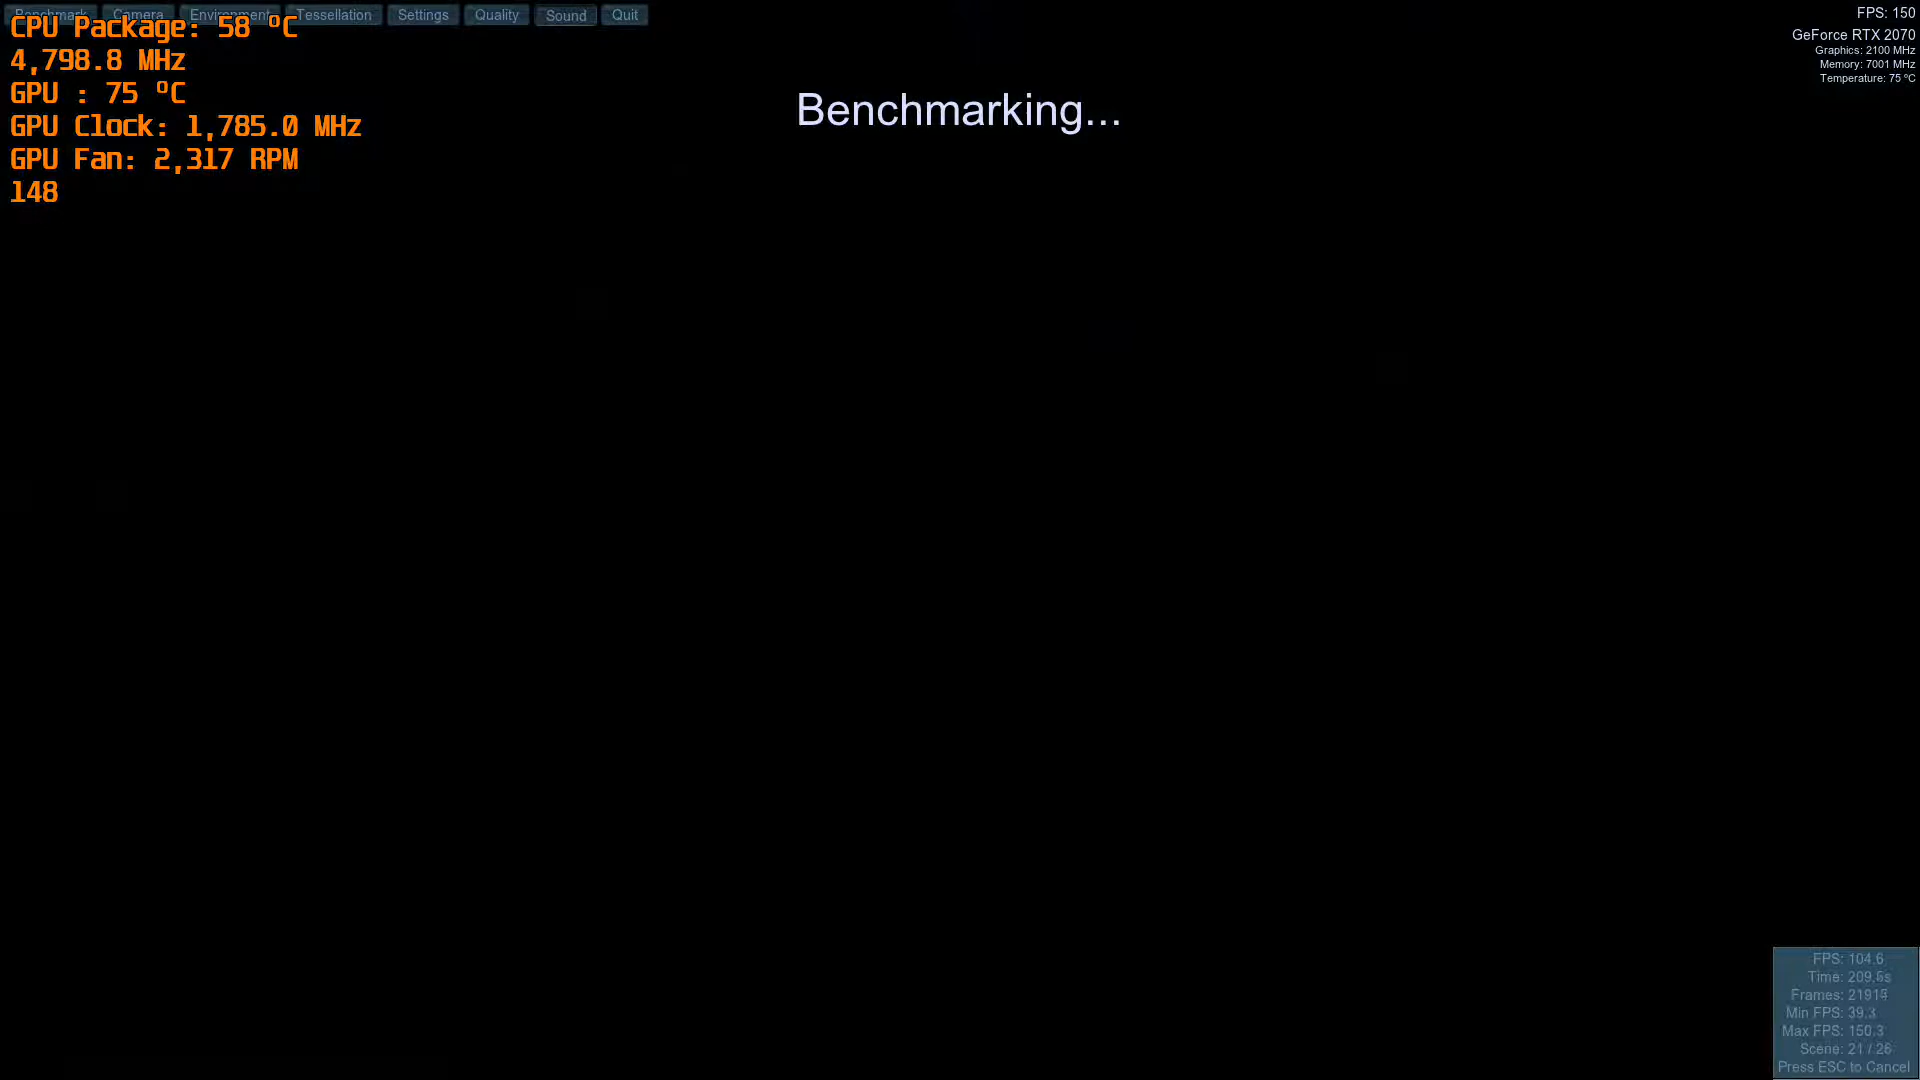 Benchmark Camera Environment Tessellation Settings Quality Sound Quit
CPU Package: 58 ºC
4,798.8 MHz
GPU : 75 ºC
GPU Clock: 1,785.0 MHz
GPU Fan: 2,317 RPM
148
Benchmarking...
FPS: 150
GeForce RTX 2070
Graphics: 2100 MHz
Memory: 7001 MHz
Temperature: 75 ºC
FPS: 104.6
Time:
Frames:
Min FPS: 39.3
Max FPS: 150.3
Scene: 21 / 26
Press ESC to Cancel